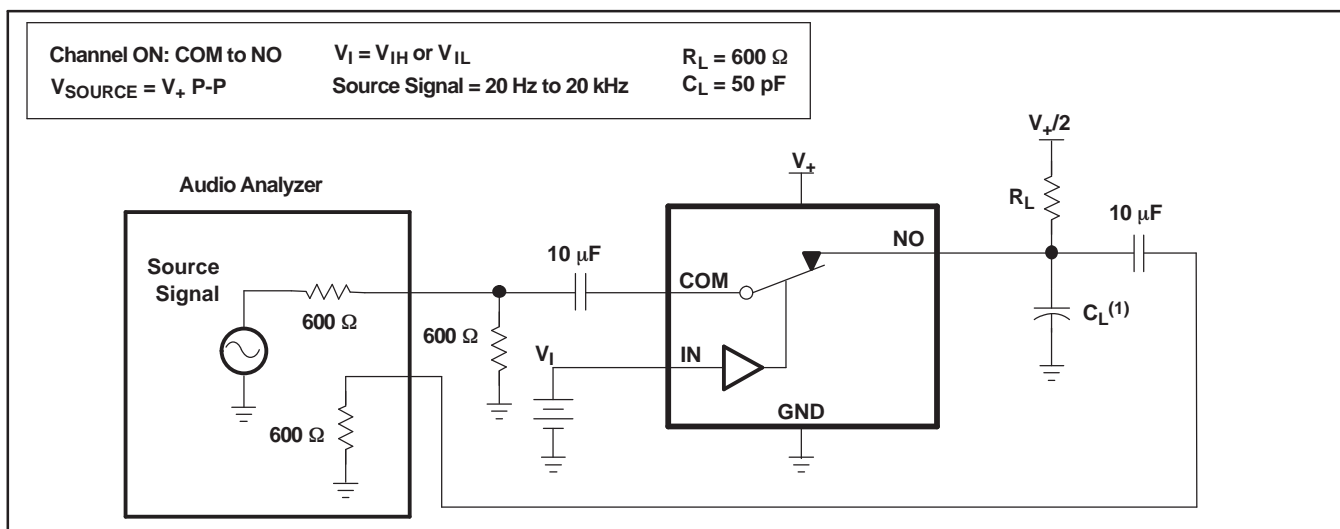 Channel ON: COM to NO
V_I = V_IH or V_IL
R_L = 600 Ω
V_SOURCE = V_+ P-P
Source Signal = 20 Hz to 20 kHz
C_L = 50 pF
V_+/2
V_+
Audio Analyzer
R_L
10 μF
NO
10 μF
Source
Signal
COM
600 Ω
600 Ω
C_L(1)
V_I
IN
GND
600 Ω